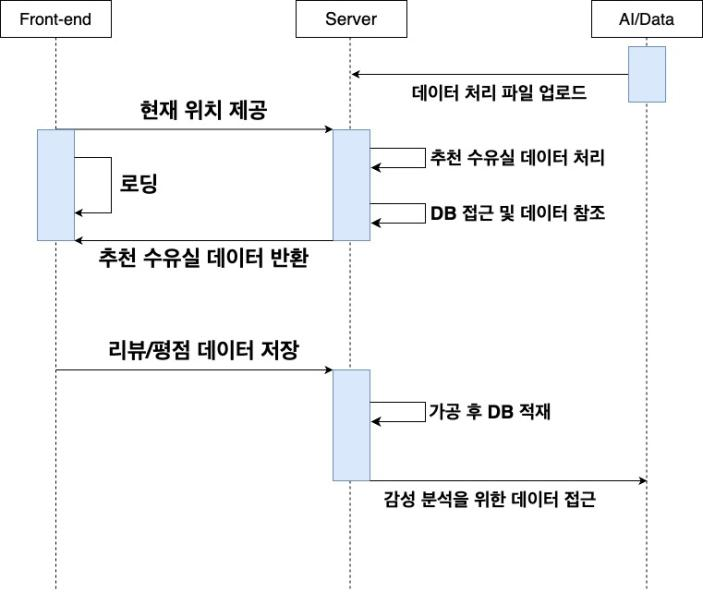 Front-end
Server
AI/Data
데이터 처리 파일 업로드
현재 위치 제공
추천 수유실 데이터 처리
로딩
DB 접근 및 데이터 참조
추천 수유실 데이터 반환
리뷰/평점 데이터 저장
가공 후 DB 적재
감성 분석을 위한 데이터 접근